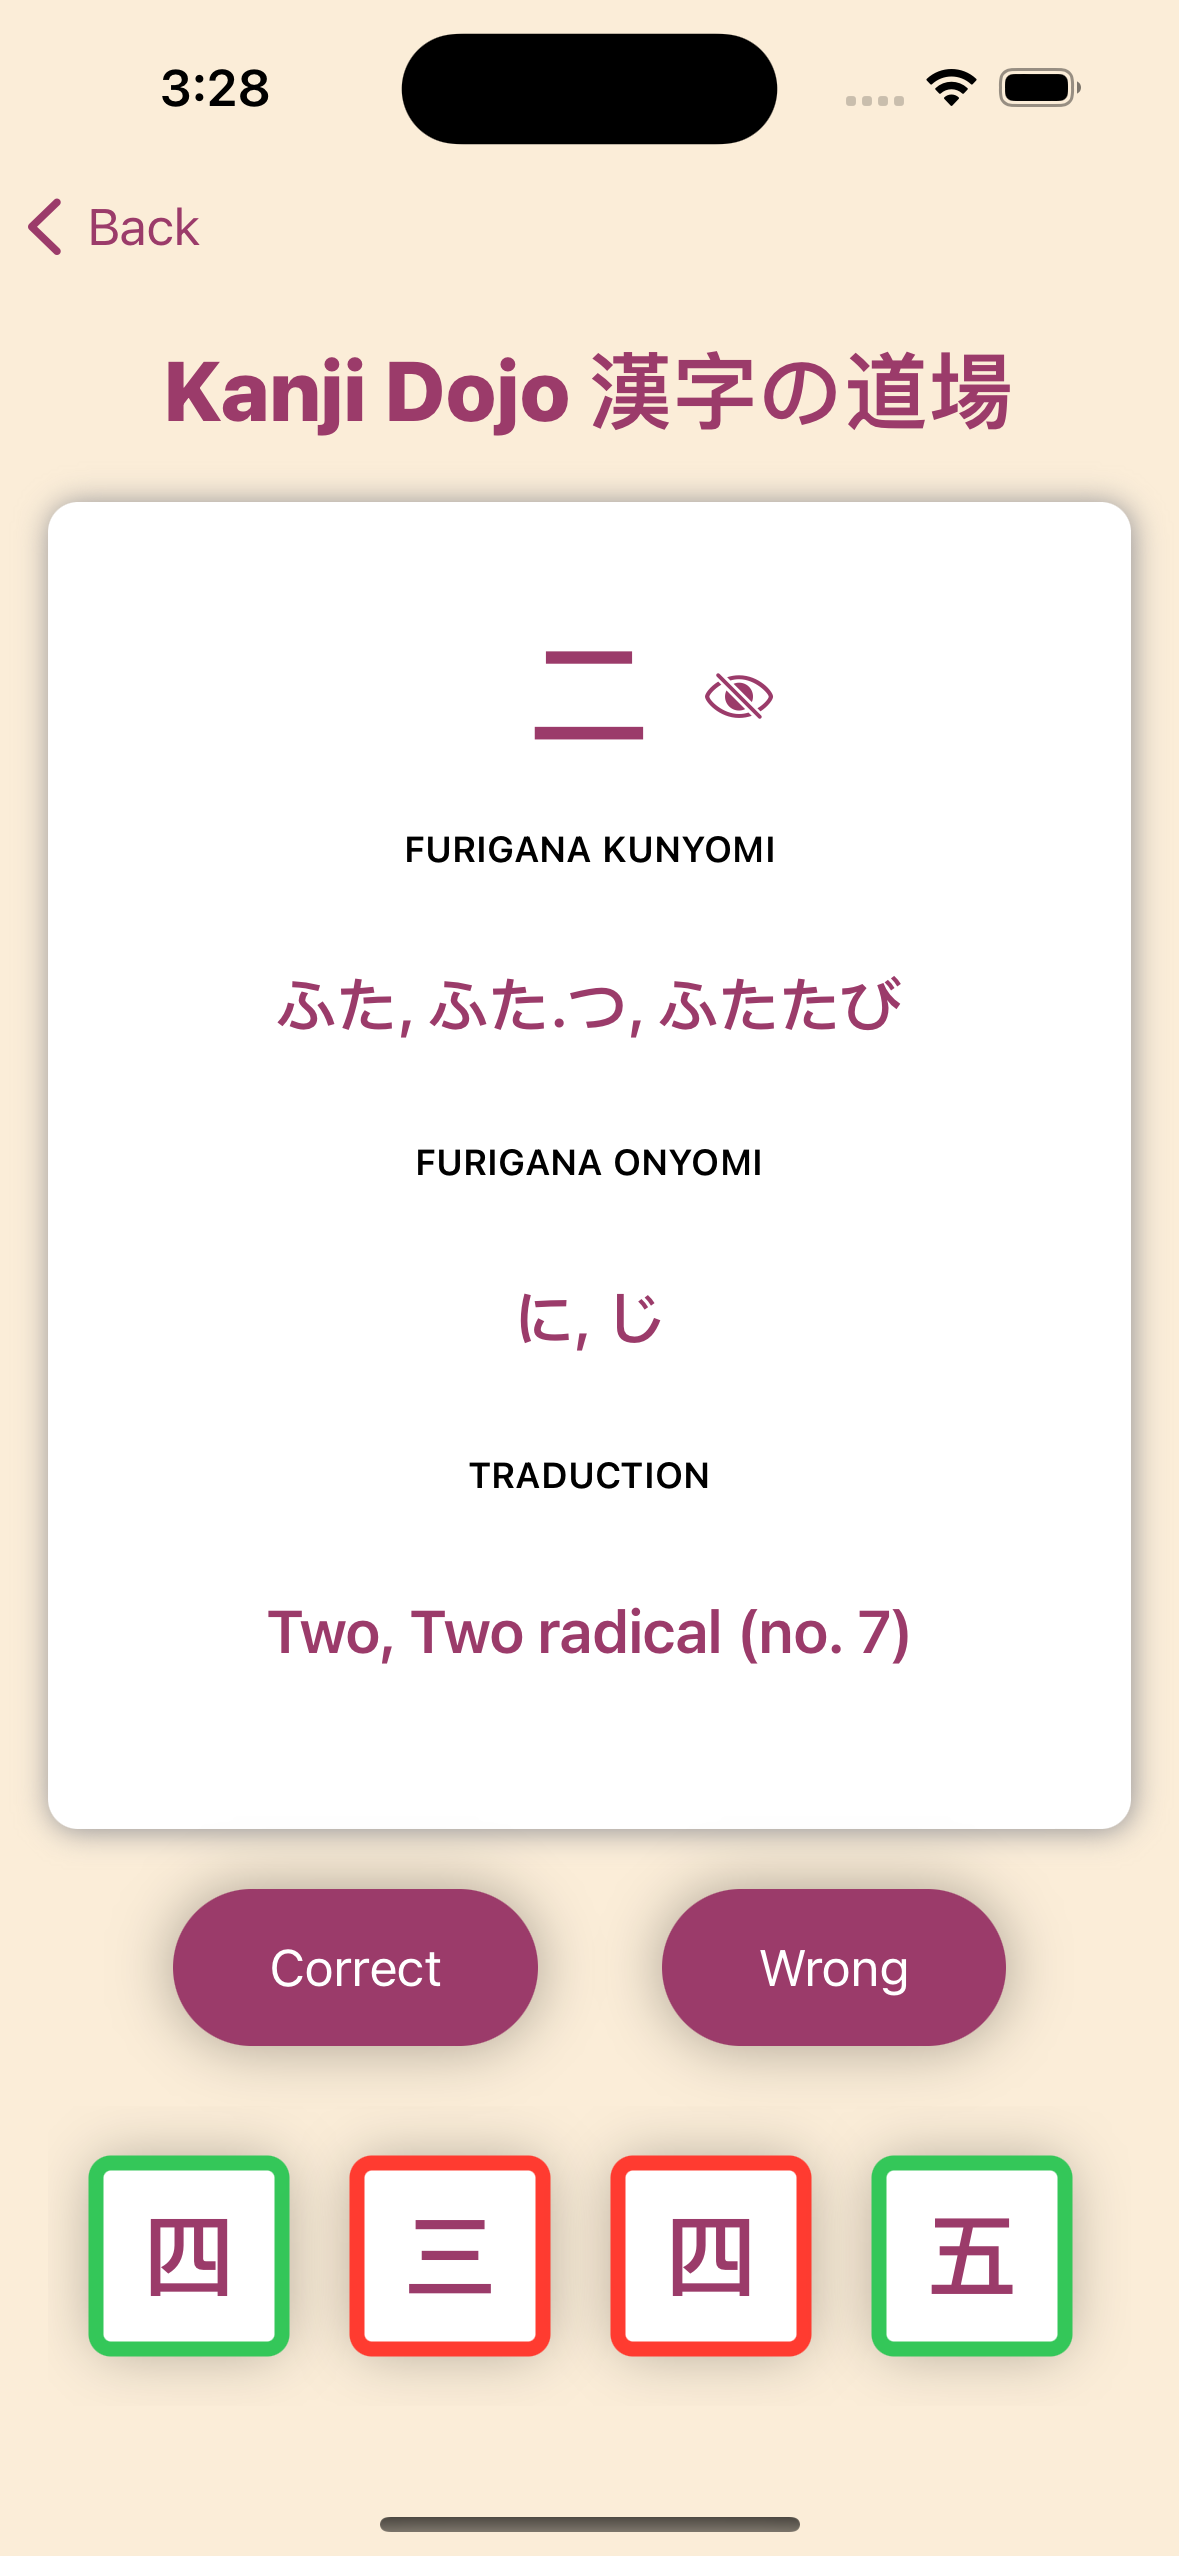 3:28
Back
Kanji Dojo 漢字の道場
二
FURIGANA KUNYOMI
ふた, ふた.つ, ふたたび
FURIGANA ONYOMI
に, じ
TRADUCTION
Two, Two radical (no. 7)
Correct
Wrong
四
三
四
五